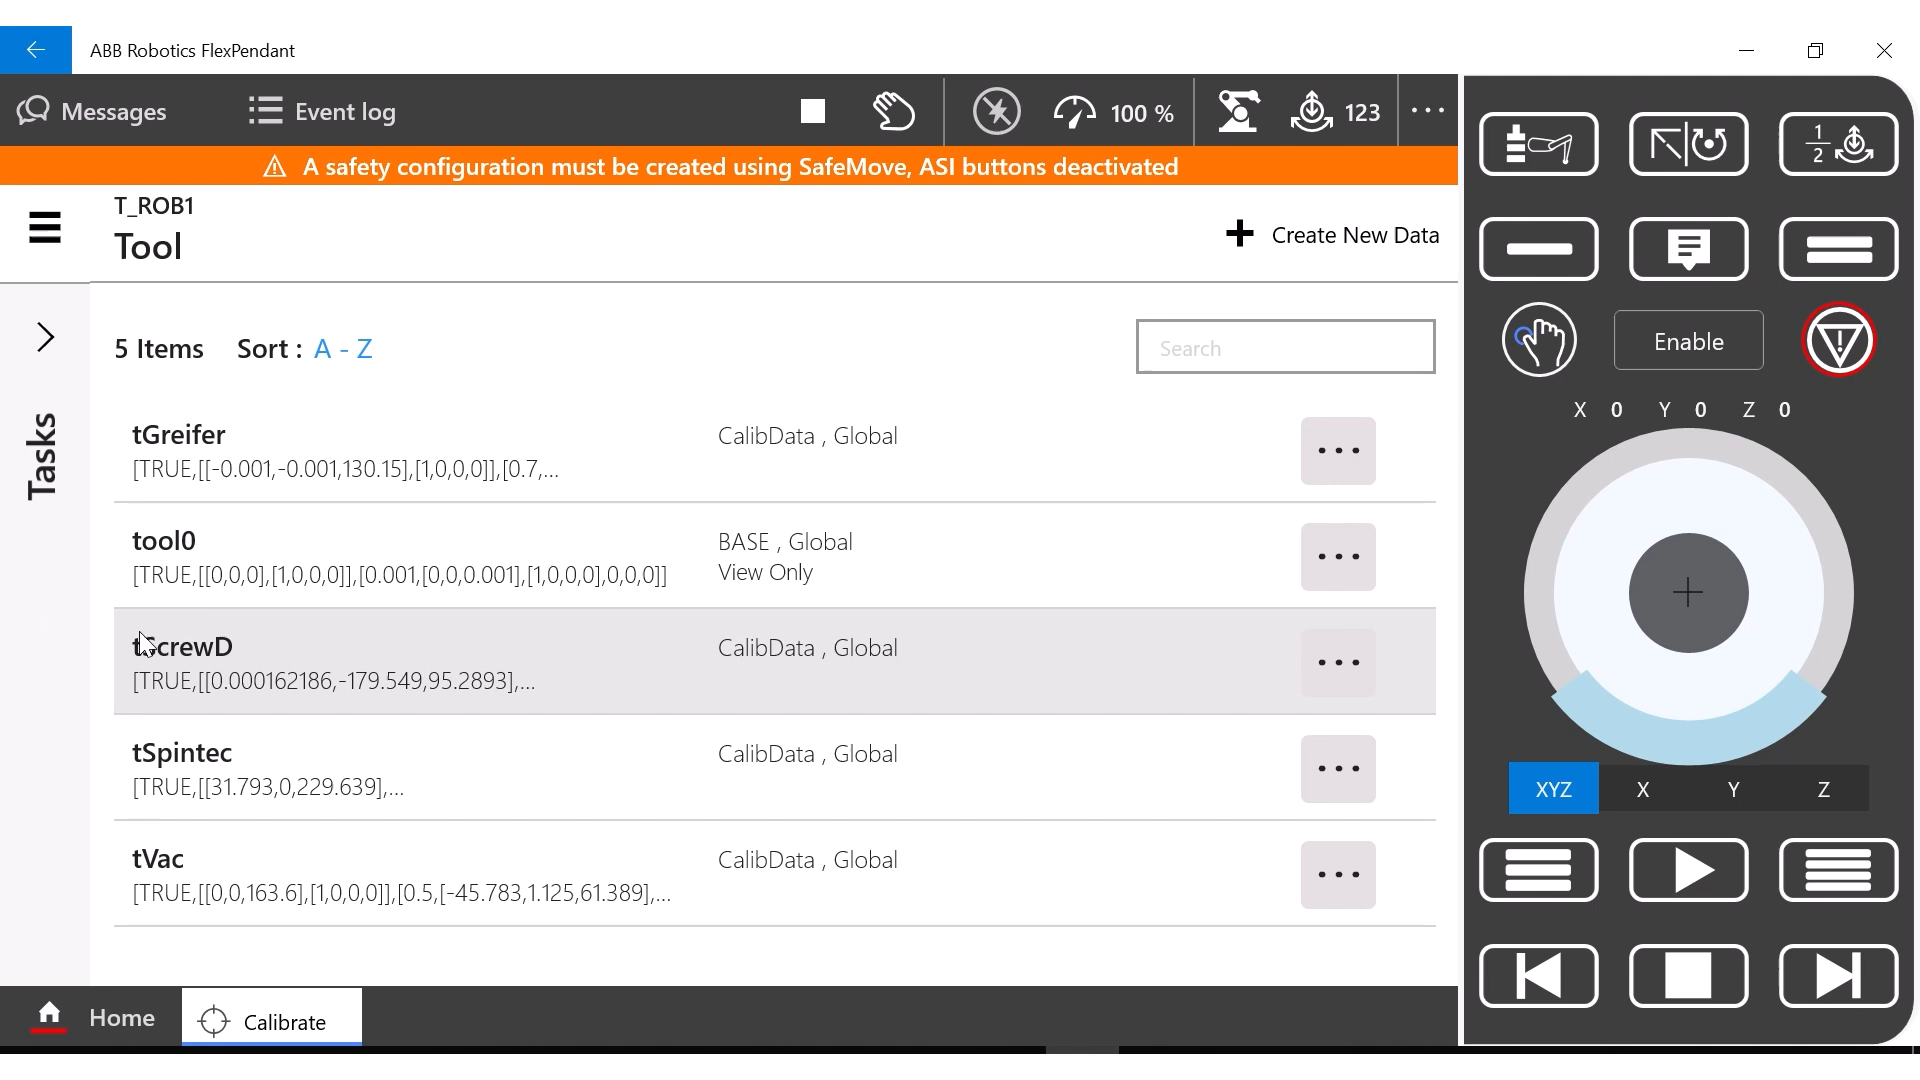 ABB Robotics FlexPendant
Messages
Event log
100 %
123
A safety configuration must be created using SafeMove, ASI buttons deactivated
T_ROB1
Tool
Create New Data
Tasks
5 Items Sort : A - Z
Search
tGreifer
CalibData , Global
[TRUE,[[-0.001,-0.001,130.15],[1,0,0,0]],[0.7,...
tool0
BASE , Global
[TRUE,[[0,0,0],[1,0,0,0]],[0.001,[0,0,0.001],[1,0,0,0],0,0,0]]
View Only
tScrewD
CalibData , Global
[TRUE,[[0.000162186,-179.549,95.2893],...
tSpintec
CalibData , Global
[TRUE,[[31.793,0,229.639],...
tVac
CalibData , Global
[TRUE,[[0,0,163.6],[1,0,0,0]],[0.5,[-45.783,1.125,61.389],...
Home
Calibrate
1
2
Enable
X 0 Y 0 Z 0
XYZ X Y Z